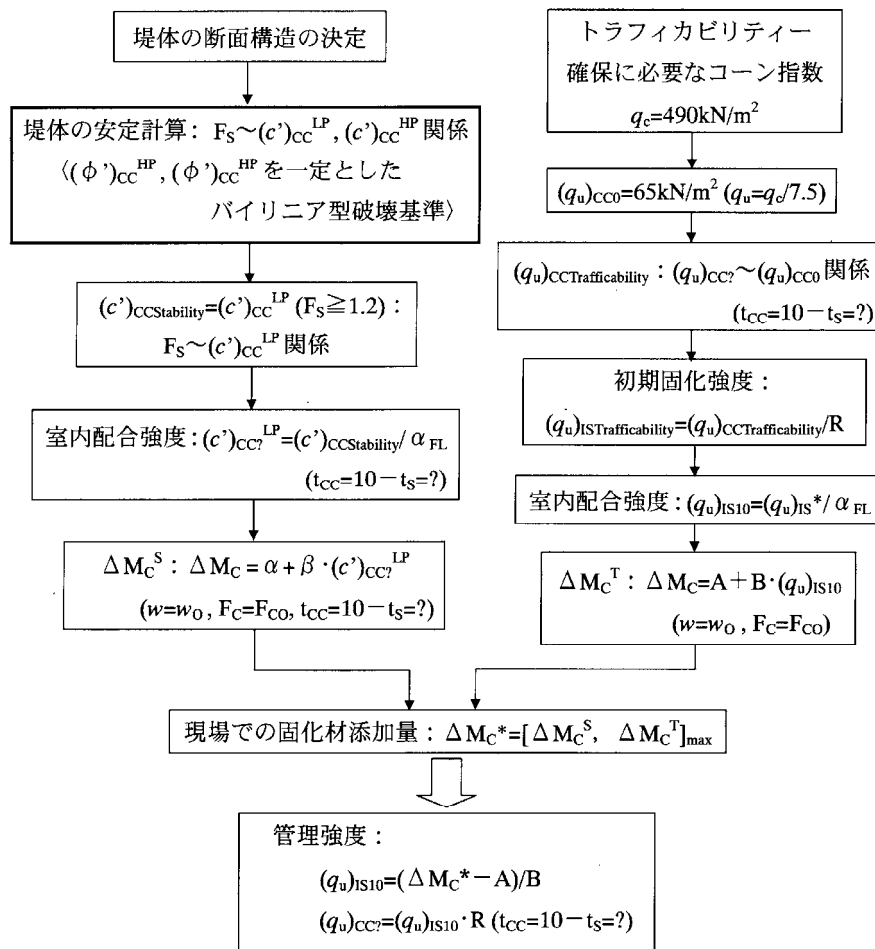 堤体の断面構造の決定
堤体の安定計算: F_S～(c')_CC^LP, (c')_CC^HP 関係
〈(φ')_CC^HP, (φ')_CC^HP を一定とした
バイリニア型破壊基準〉
(c')_CCStability=(c')_CC^LP (F_S≧1.2) :
F_S～(c')_CC^LP 関係
室内配合強度 : (c')_CC?^LP=(c')_CCStability/α_FL
(t_CC=10－t_S=?)
ΔM_C^S : ΔM_C = α + β・(c')_CC?^LP
(w=w_O , F_C=F_CO, t_CC=10－t_S=?)
トラフィカビリティー
確保に必要なコーン指数
q_c=490kN/m²
(q_u)_CC0=65kN/m² (q_u=q_c/7.5)
(q_u)_CCTrafficability : (q_u)_CC?～(q_u)_CC0 関係
(t_CC=10－t_S=?)
初期固化強度 :
(q_u)_ISTrafficability=(q_u)_CCTrafficability/R
室内配合強度 : (q_u)_IS10=(q_u)_IS*/α_FL
ΔM_C^T : ΔM_C=A＋B・(q_u)_IS10
(w=w_O , F_C=F_CO)
現場での固化材添加量 : ΔM_C*=[ΔM_C^S, ΔM_C^T]_max
管理強度 :
(q_u)_IS10=(ΔM_C*－A)/B
(q_u)_CC?=(q_u)_IS10・R (t_CC=10－t_S=?)